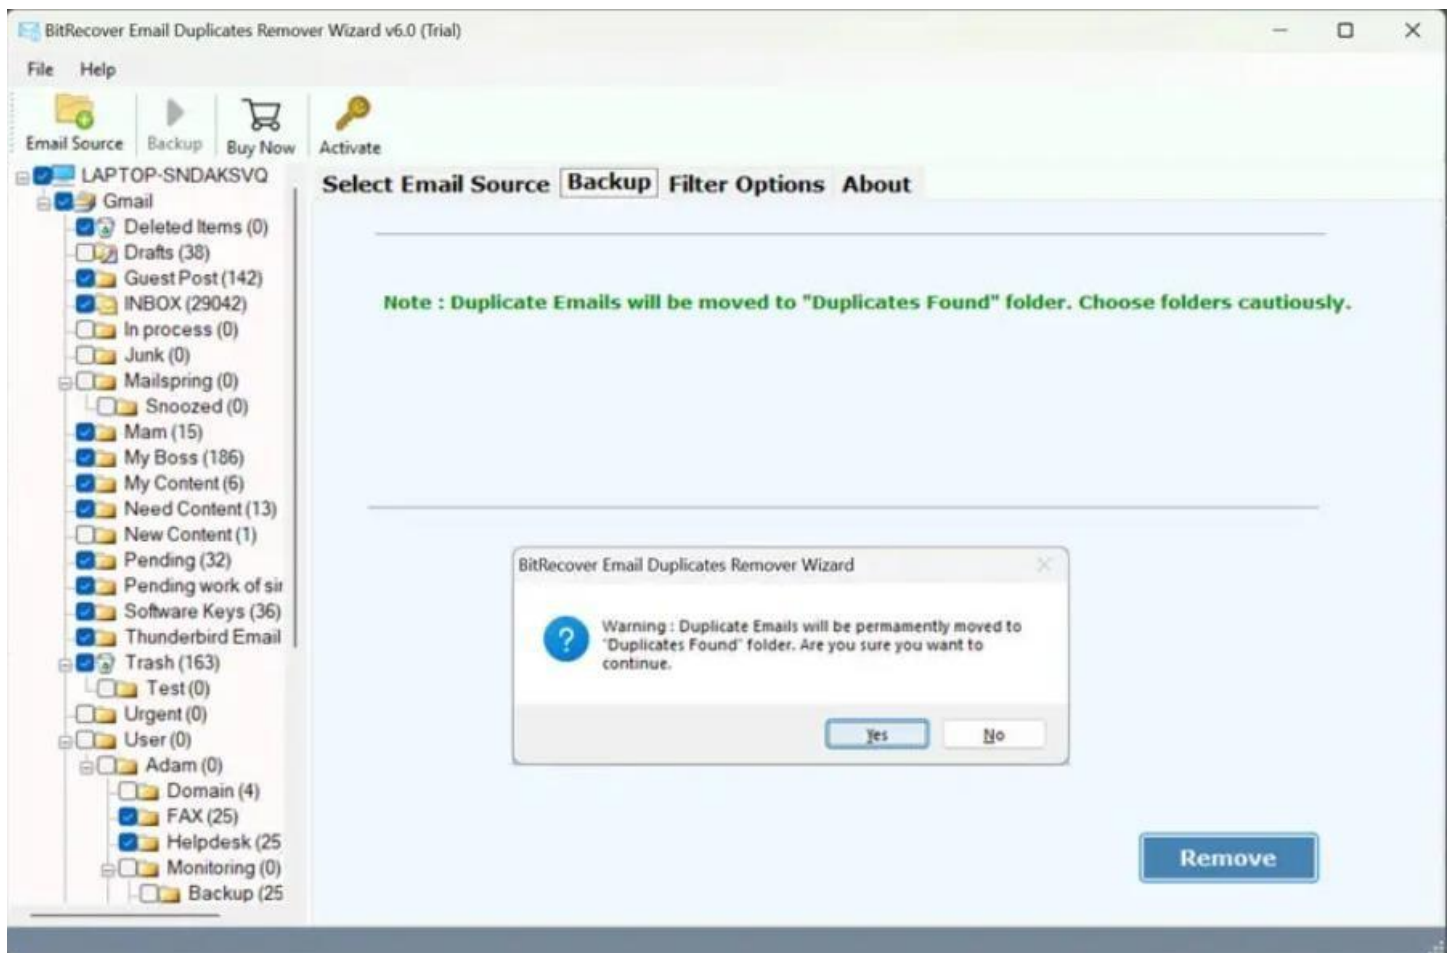 BitRecover Email Duplicates Remover Wizard v6.0 (Trial)
File Help
Email Source Backup Buy Now Activate
LAPTOP-SNDAKSVQ
Gmail
Deleted Items (0)
Drafts (38)
Guest Post (142)
INBOX (29042)
In process (0)
Junk (0)
Mailspring (0)
Snoozed (0)
Mam (15)
My Boss (186)
My Content (6)
Need Content (13)
New Content (1)
Pending (32)
Pending work of sir
Software Keys (36)
Thunderbird Email
Trash (163)
Test (0)
Urgent (0)
User (0)
Adam (0)
Domain (4)
FAX (25)
Helpdesk (25
Monitoring (0)
Backup (25
Select Email Source Backup Filter Options About
Note : Duplicate Emails will be moved to "Duplicates Found" folder. Choose folders cautiously.
BitRecover Email Duplicates Remover Wizard
Warning : Duplicate Emails will be permamently moved to
"Duplicates Found" folder. Are you sure you want to
continue.
Yes No
Remove